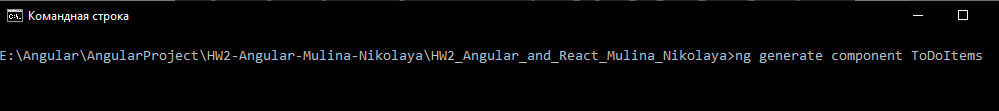 Командная строка
E:\Angular\AngularProject\HW2-Angular-Mulina-Nikolaya\HW2_Angular_and_React_Mulina_Nikolaya>ng generate component ToDoItems